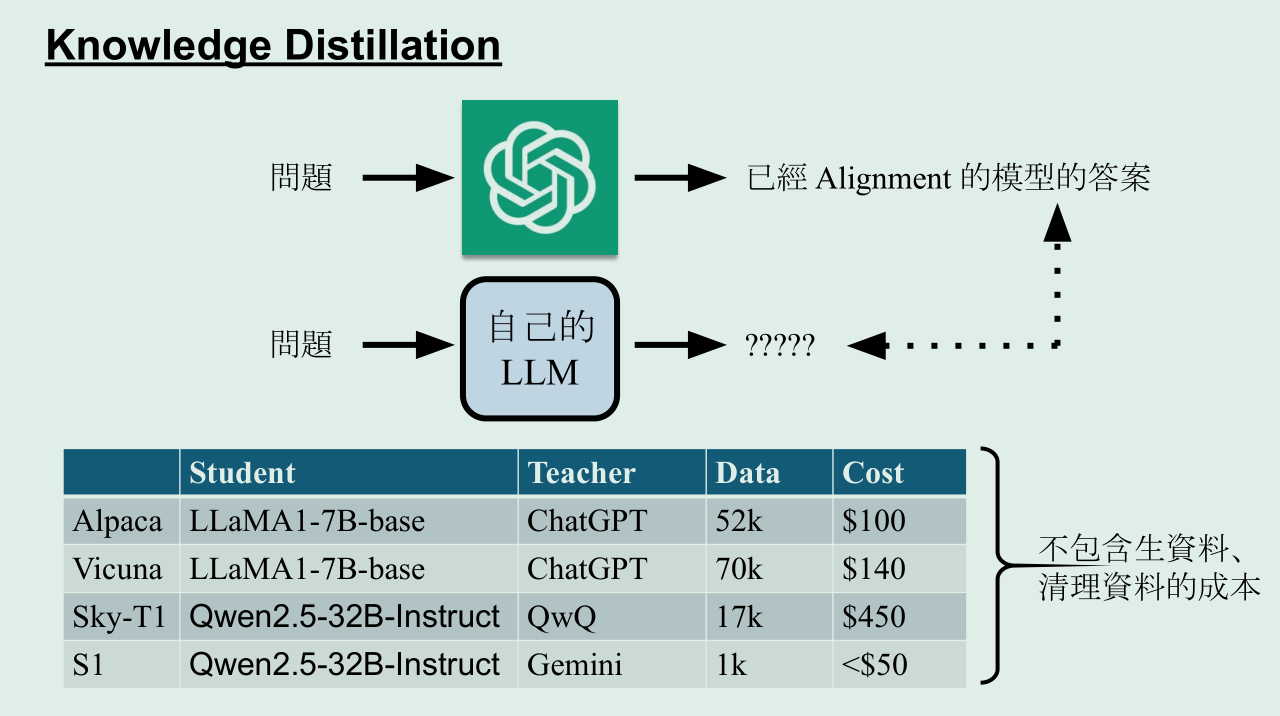 Knowledge Distillation
問題
已經 Alignment 的模型的答案
問題
自己的
LLM
?????
Student Teacher Data Cost
Alpaca LLaMA1-7B-base ChatGPT 52k $100
Vicuna LLaMA1-7B-base ChatGPT 70k $140
Sky-T1 Qwen2.5-32B-Instruct QwQ 17k $450
S1 Qwen2.5-32B-Instruct Gemini 1k <$50
不包含生資料、
清理資料的成本